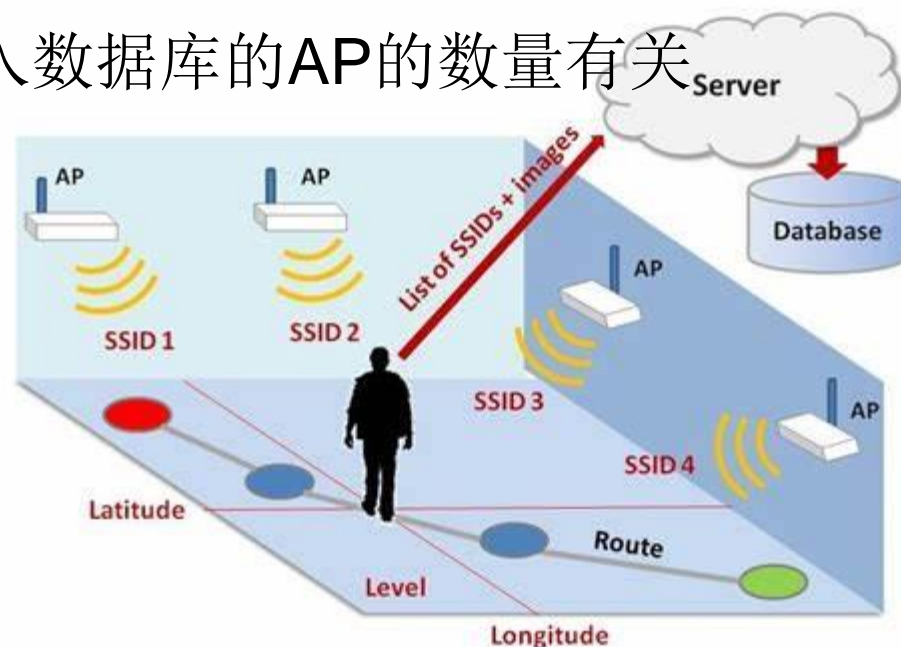 入数据库的AP的数量有关
Server
AP
AP
List of SSIDs + images
Database
AP
SSID 1
SSID 2
SSID 3
AP
SSID 4
Latitude
Route
Level
Longitude